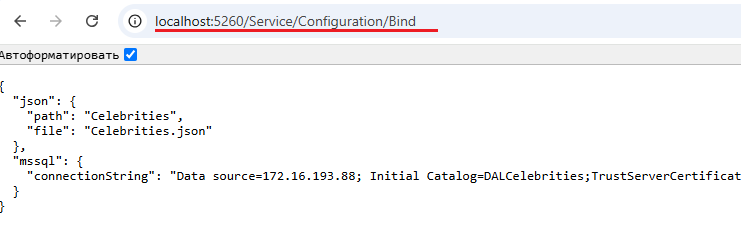 localhost:5260/Service/Configuration/Bind
Автоформатировать
{
  "json": {
    "path": "Celebrities",
    "file": "Celebrities.json"
  },
  "mssql": {
    "connectionString": "Data source=172.16.193.88; Initial Catalog=DALCelebrities;TrustServerCertificat
  }
}